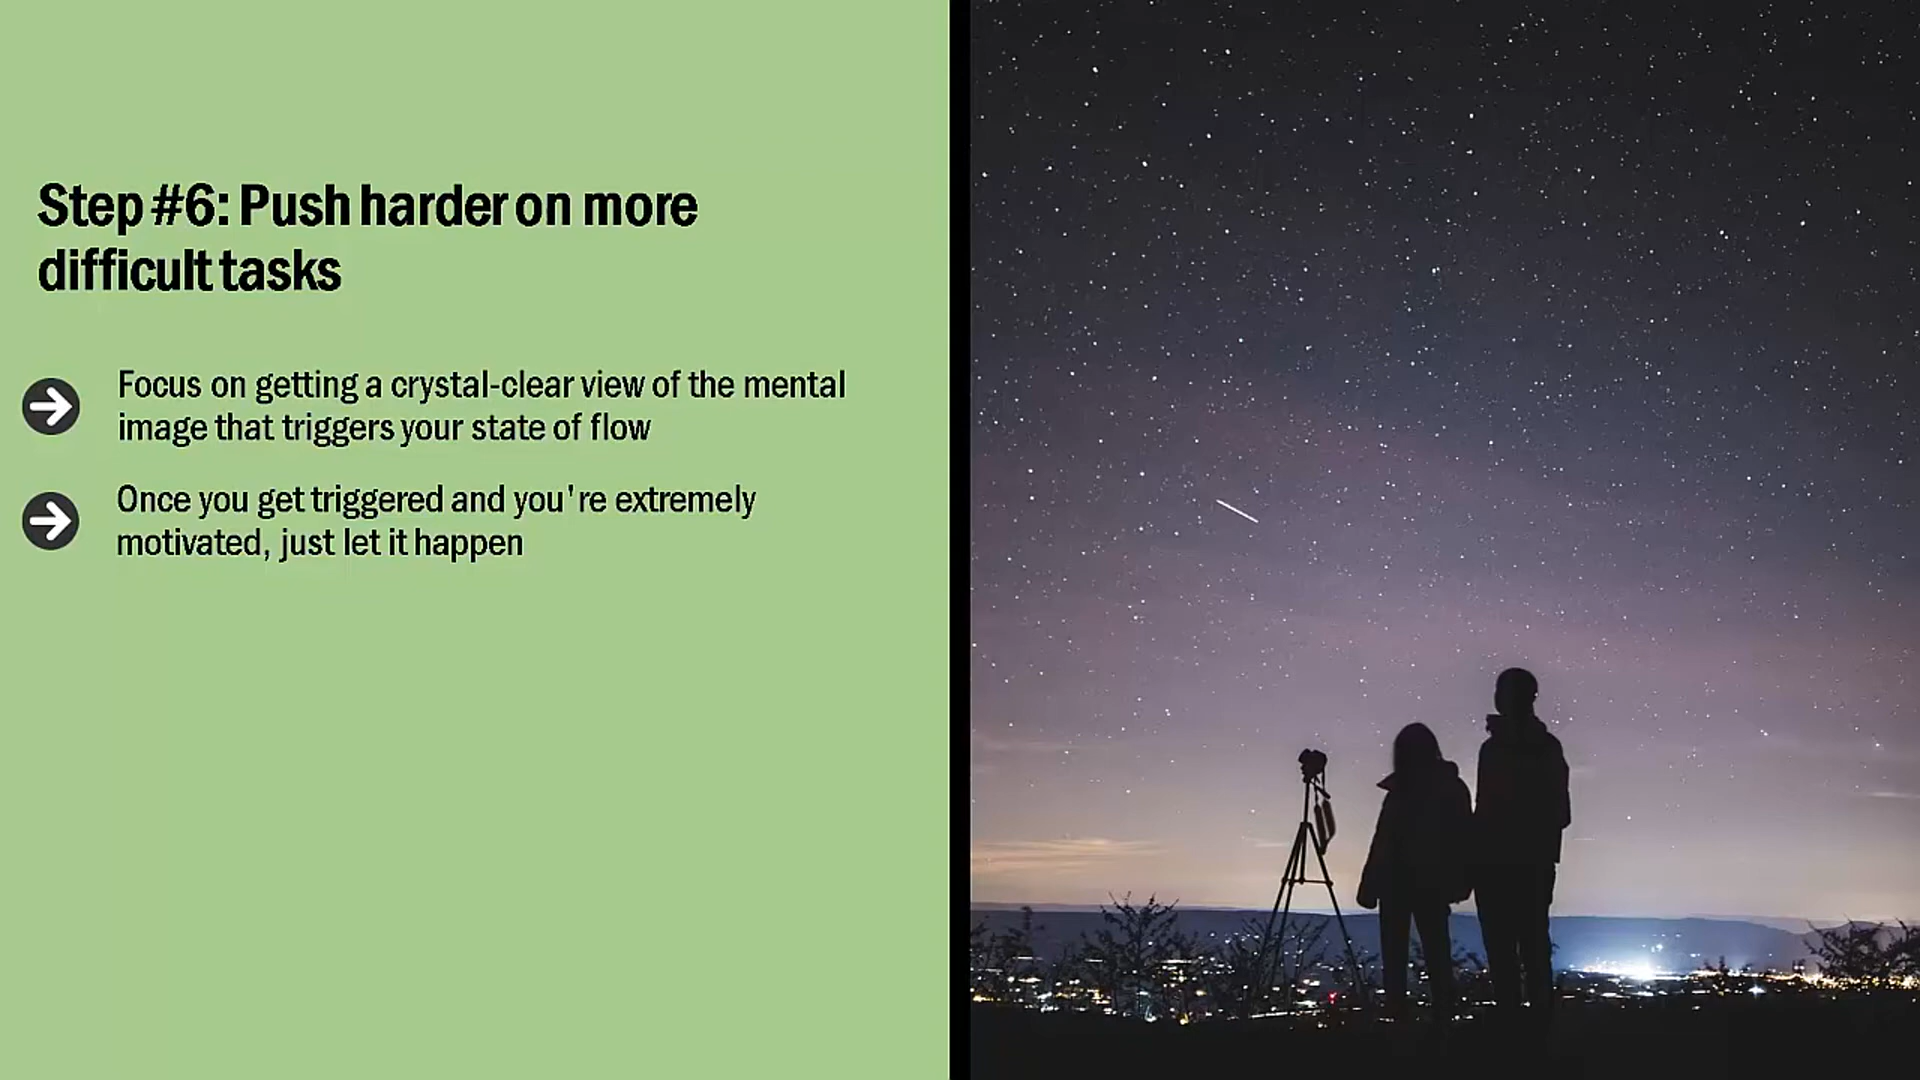 Step #6: Push harder on more
difficult tasks
Focus on getting a crystal-clear view of the mental
image that triggers your state of flow
Once you get triggered and you're extremely
motivated, just let it happen